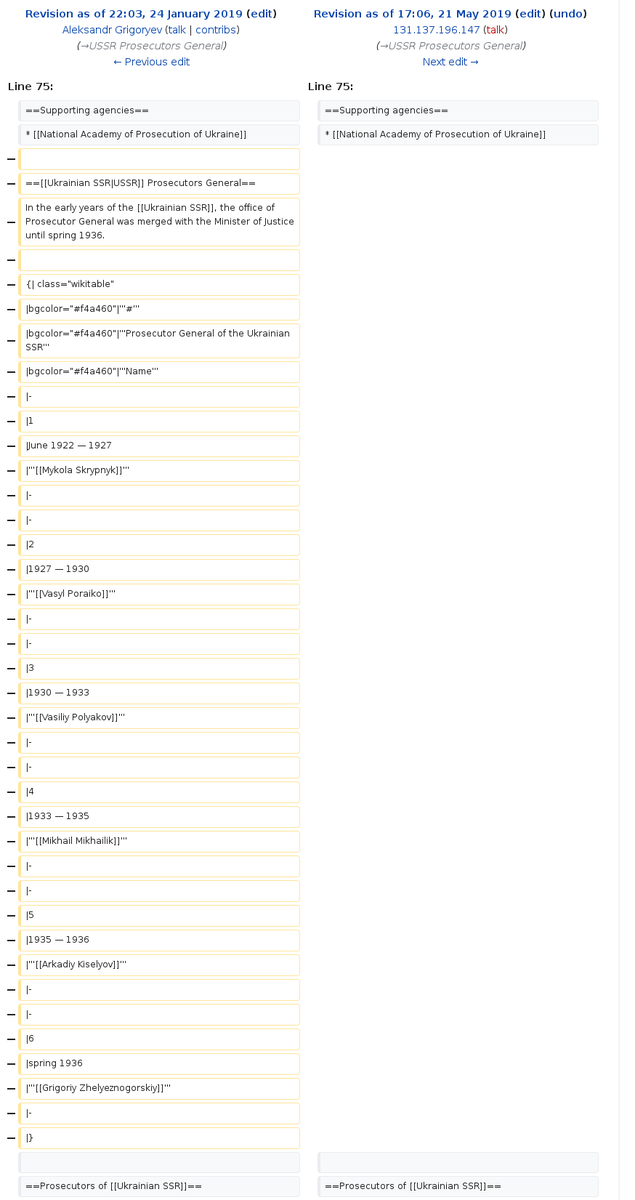 Revision as of 22:03, 24 January 2019 (edit)
Aleksandr Grigoryev (talk | contribs)
(→USSR Prosecutors General)
← Previous edit
Revision as of 17:06, 21 May 2019 (edit) (undo)
131.137.196.147 (talk)
(→USSR Prosecutors General)
Next edit →
Line 75:
Line 75:
==Supporting agencies==
==Supporting agencies==
* [[National Academy of Prosecution of Ukraine]]
* [[National Academy of Prosecution of Ukraine]]
−
− ==[[Ukrainian SSR|USSR]] Prosecutors General==
In the early years of the [[Ukrainian SSR]], the office of
− Prosecutor General was merged with the Minister of Justice
until spring 1936.
−
− {| class="wikitable"
− |bgcolor="#f4a460"|'''#'''
− |bgcolor="#f4a460"|'''Prosecutor General of the Ukrainian
SSR'''
− |bgcolor="#f4a460"|'''Name'''
− |-
− |1
− |June 1922 — 1927
− |'''[[Mykola Skrypnyk]]'''
− |-
− |-
− |2
− |1927 — 1930
− |'''[[Vasyl Poraiko]]'''
− |-
− |-
− |3
− |1930 — 1933
− |'''[[Vasiliy Polyakov]]'''
− |-
− |-
− |4
− |1933 — 1935
− |'''[[Mikhail Mikhailik]]'''
− |-
− |-
− |5
− |1935 — 1936
− |'''[[Arkadiy Kiselyov]]'''
− |-
− |-
− |6
− |spring 1936
− |'''[[Grigoriy Zhelyeznogorskiy]]'''
− |-
− |}
==Prosecutors of [[Ukrainian SSR]]==
==Prosecutors of [[Ukrainian SSR]]==